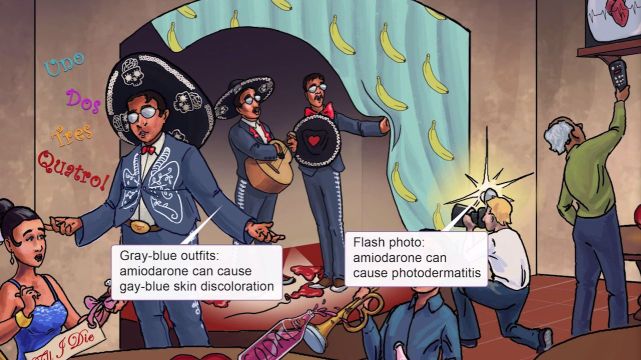 Uno
Dos
Tres
Quatro!
Gray-blue outfits:
amiodarone can cause
gay-blue skin discoloration
Flash photo:
amiodarone can
cause photodermatitis
I Die